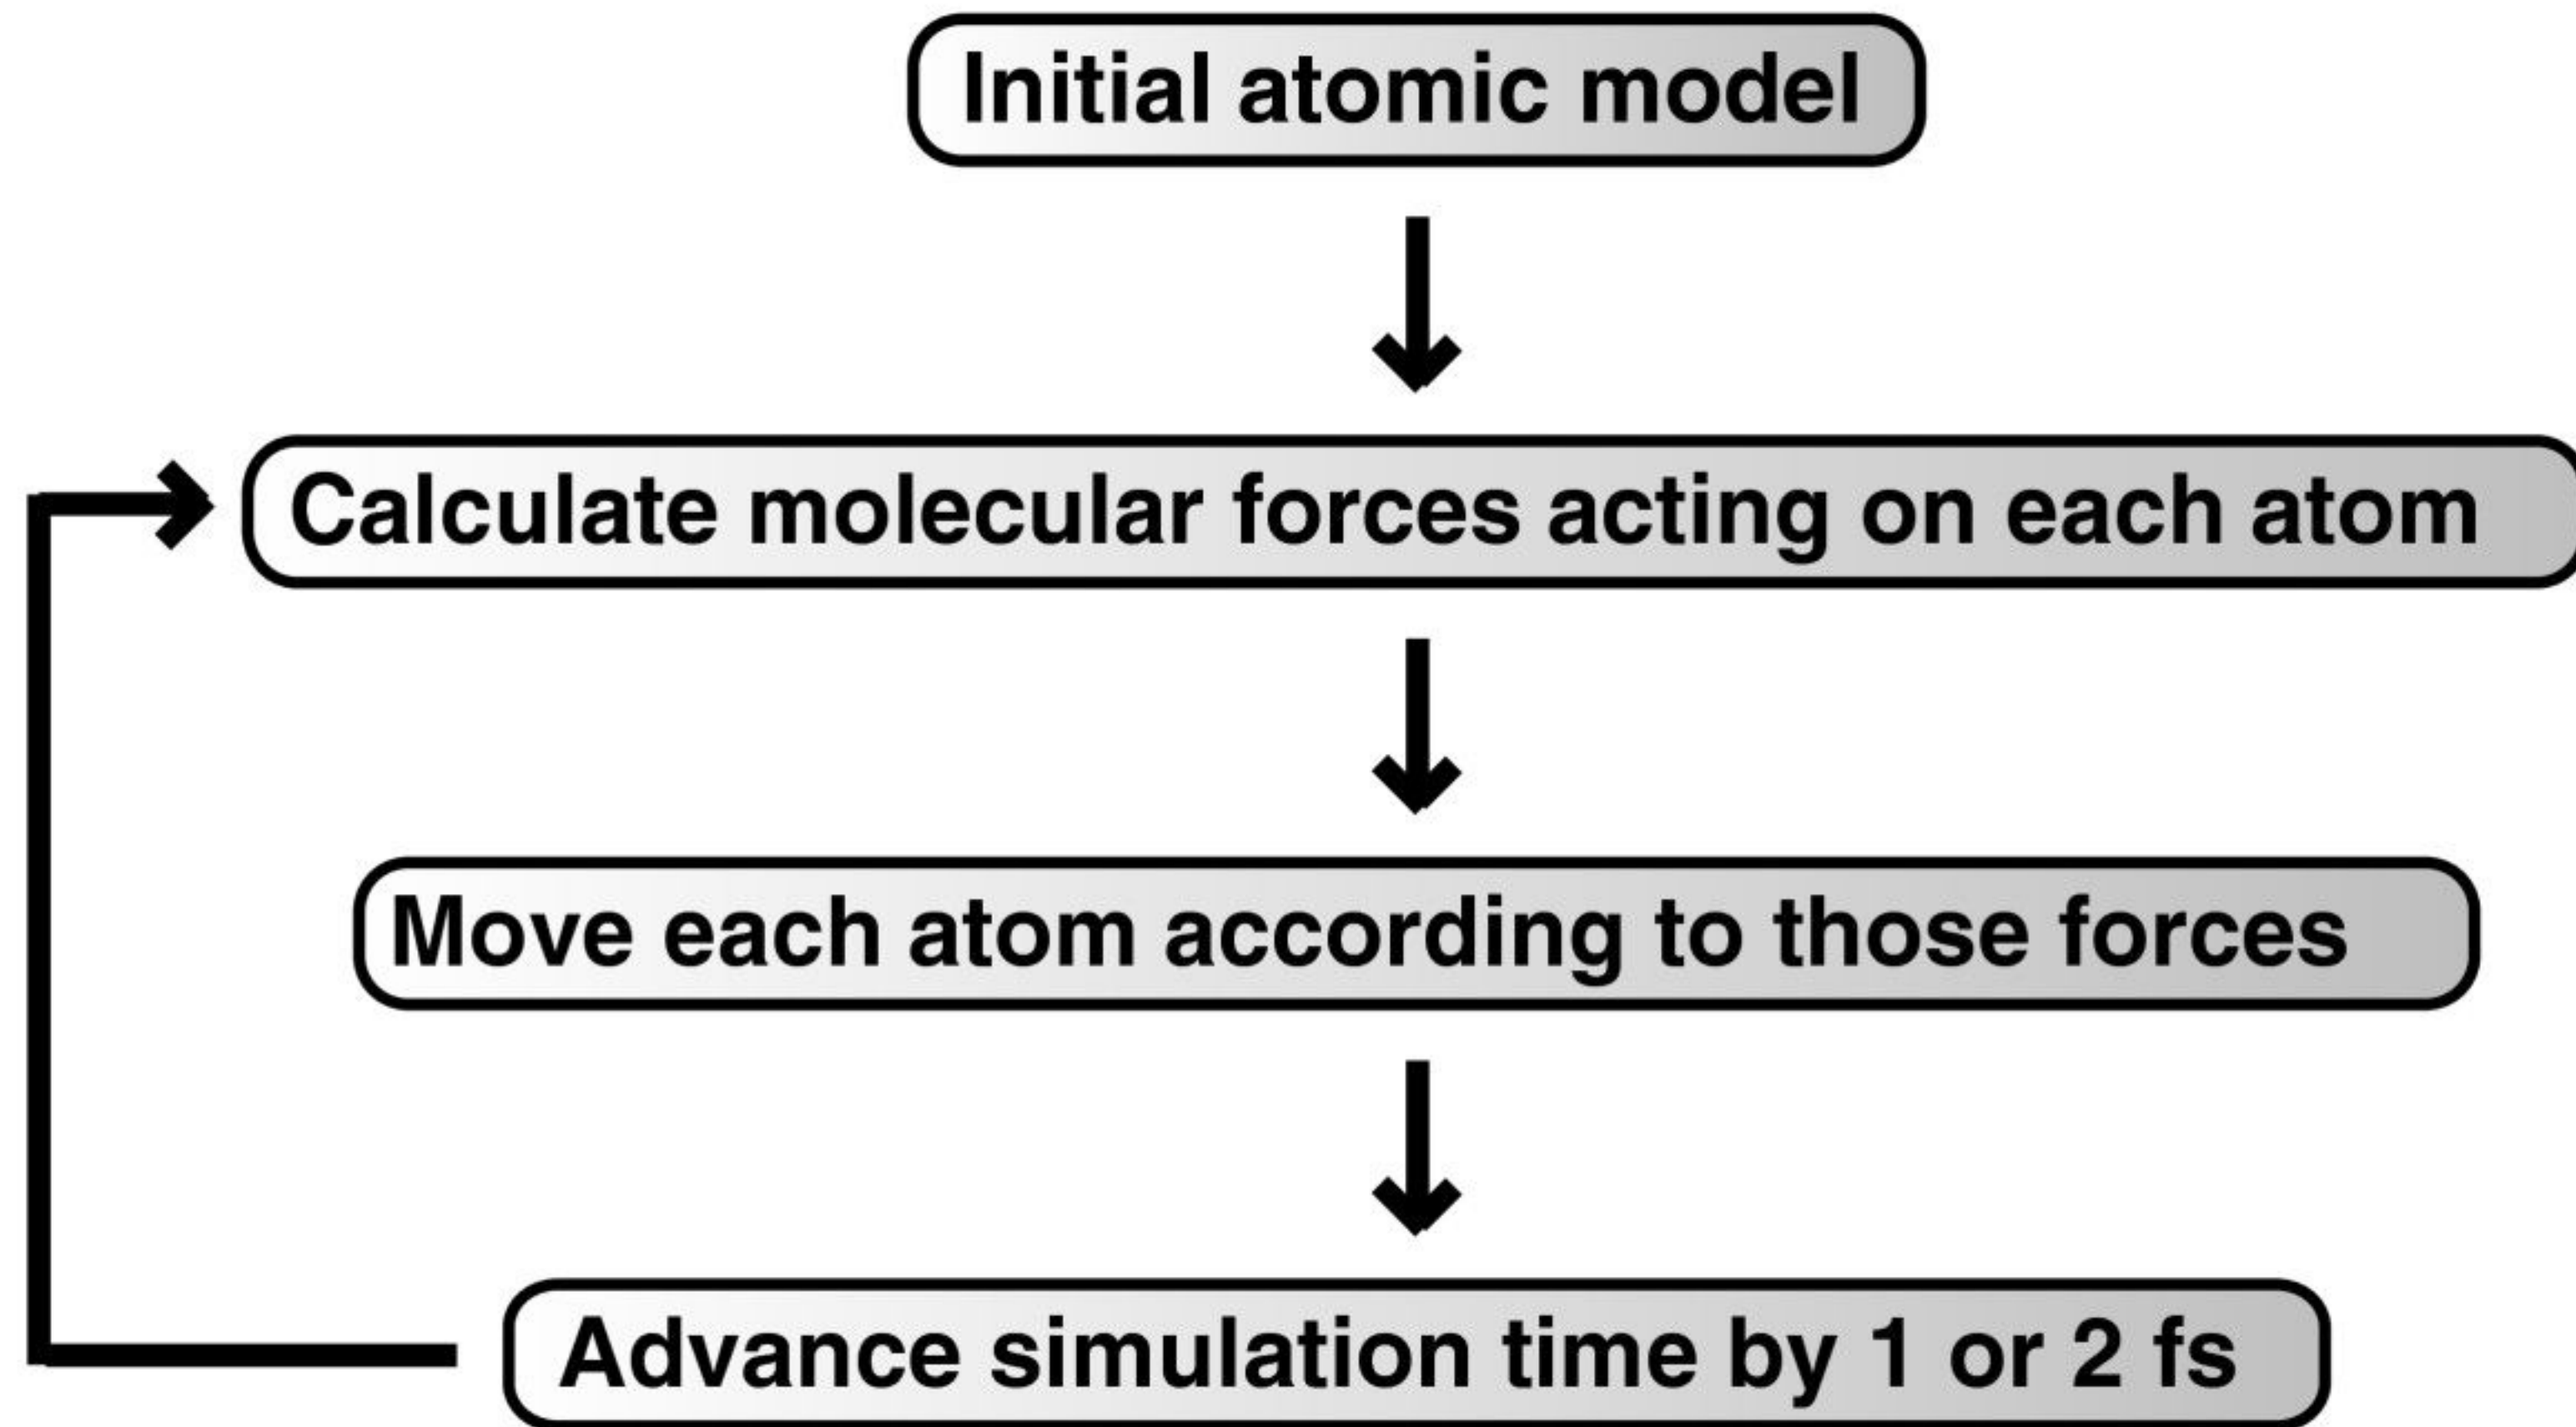 Initial atomic model
Calculate molecular forces acting on each atom
Move each atom according to those forces
Advance simulation time by 1 or 2 fs